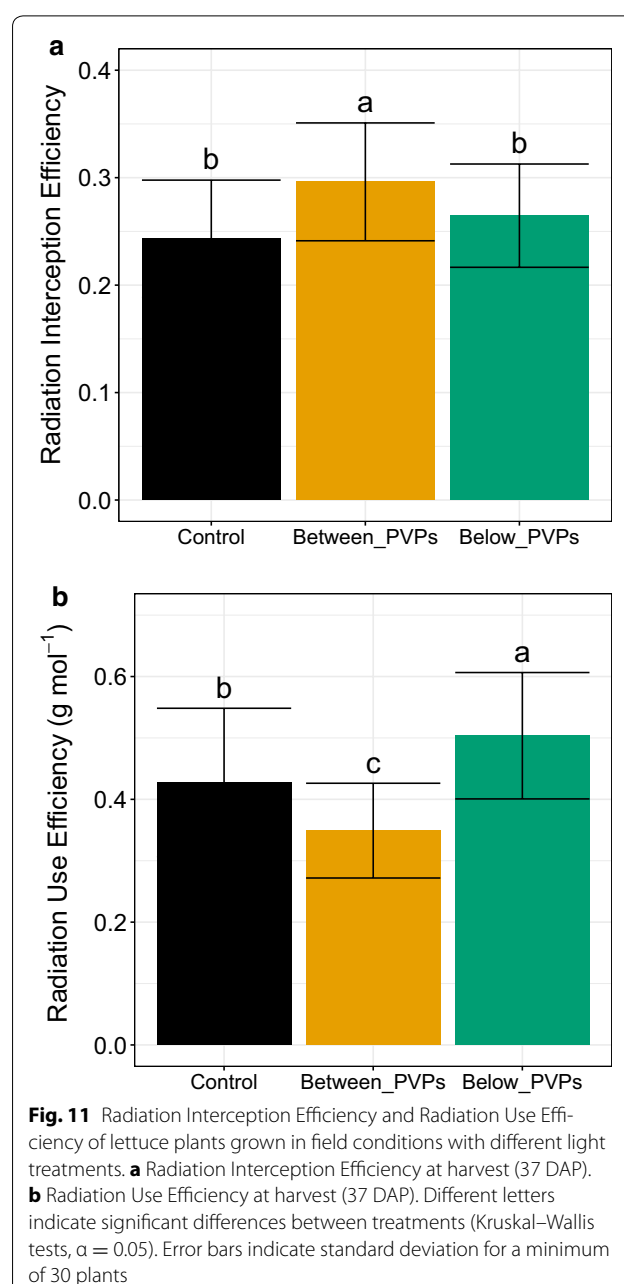 a
0.4
0.3
0.2
0.1
0.0
Radiation Interception Efficiency
b
a
b
Control Between_PVPs Below_PVPs
b
0.6
0.4
0.2
0.0
Radiation Use Efficiency (g mol⁻¹)
b
c
a
Control Between_PVPs Below_PVPs
Fig. 11 Radiation Interception Efficiency and Radiation Use Effi-
ciency of lettuce plants grown in field conditions with different light
treatments. a Radiation Interception Efficiency at harvest (37 DAP).
b Radiation Use Efficiency at harvest (37 DAP). Different letters
indicate significant differences between treatments (Kruskal–Wallis
tests, α = 0.05). Error bars indicate standard deviation for a minimum
of 30 plants